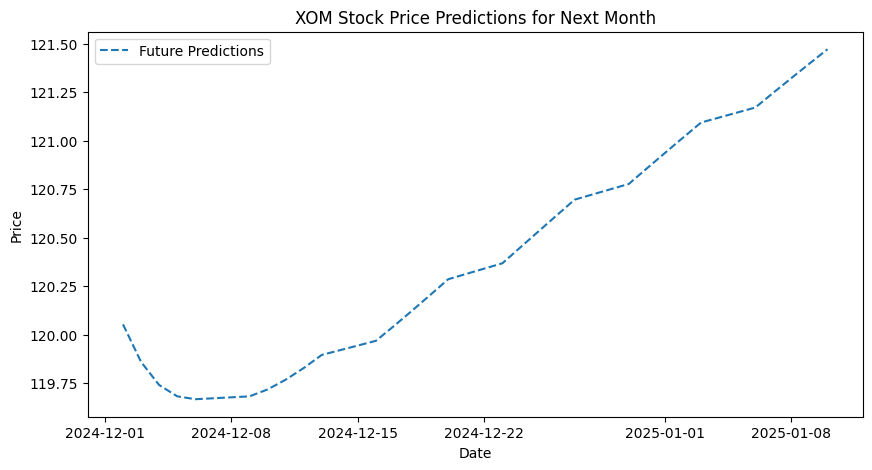 XOM Stock Price Predictions for Next Month
Future Predictions
121.50
121.25
121.00
120.75
120.50
120.25
120.00
119.75
Price
2024-12-01 2024-12-08 2024-12-15 2024-12-22 2025-01-01 2025-01-08
Date